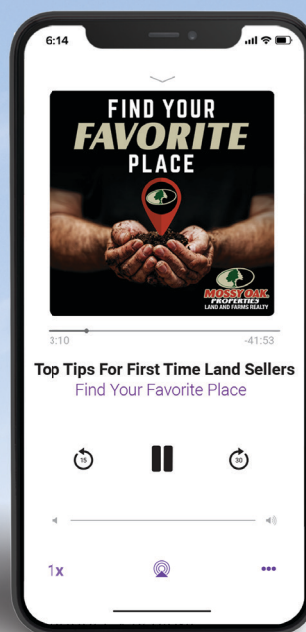 6:14
FIND YOUR
FAVORITE
PLACE
MOSSY OAK
PROPERTIES
LAND AND FARMS REALTY
3:10 -41:53
Top Tips For First Time Land Sellers
Find Your Favorite Place
15 30
1x